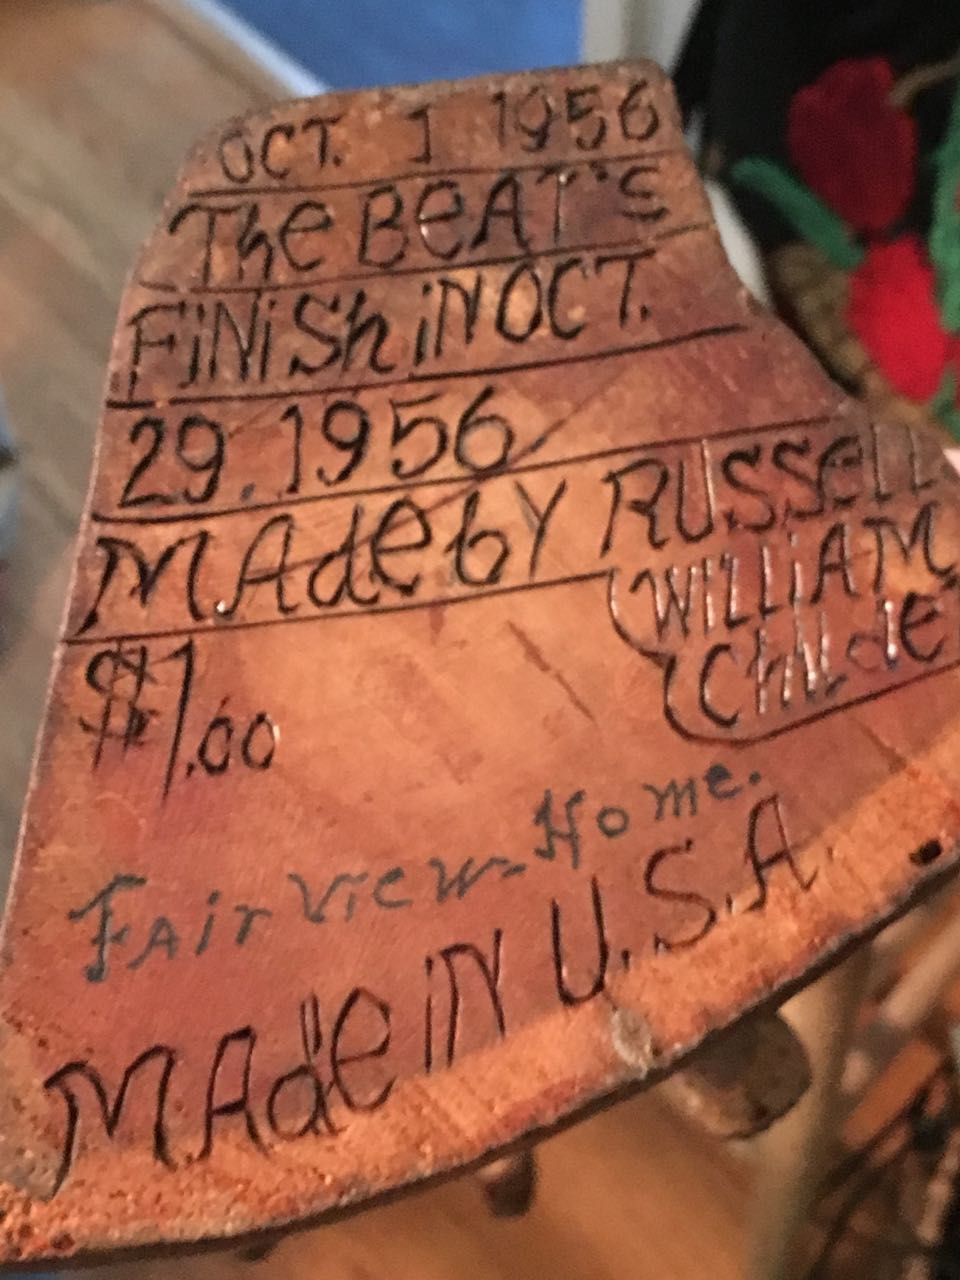 OCT. 1 1956
The BeAT'S
FiNiSh iN OCT.
29.1956
MAde by RUSSell
WilliAM
Childe
$1.00
FAir View Home.
MAde iN U.S.A